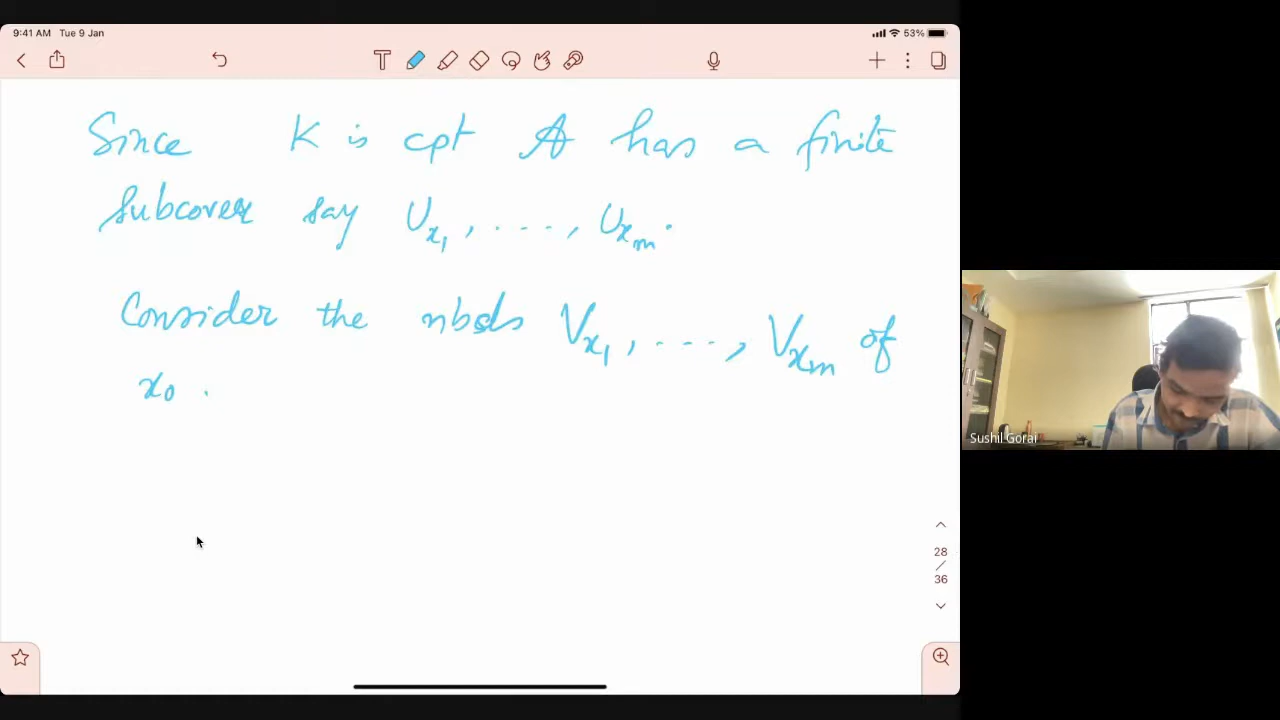 9:41 AM Tue 9 Jan
53%
Since K is cpt 𝒜 has a finite
subcover say U_{x_1}, ...., U_{x_m}.
Consider the nbds V_{x_1}, ...., V_{x_m} of
x_0.
Sushil Gorai
28
/
36